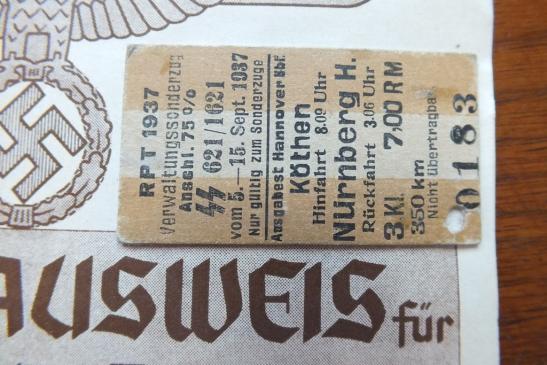 RPT 1937
Verwaltungssonderzug
Anschl. 75%
SS 621/1621
vom 5.–15. Sept. 1937
Nur gültig zum Sonderzuge
Ausgabest Hannover Hbf.
Köthen
Hinfahrt 8.09 Uhr
Nürnberg H.
Rückfahrt 3.06 Uhr
3 Kl. 7,00 RM
350 km
Nicht übertragbar
0183
AUSWEIS für